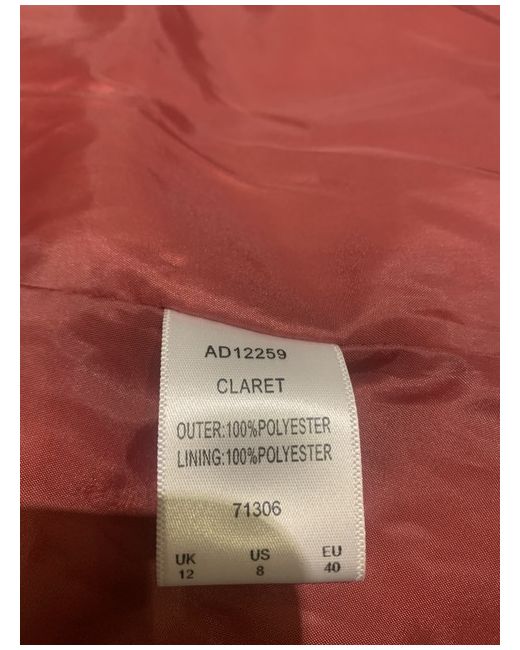 AD12259
CLARET
OUTER:100%POLYESTER
LINING:100%POLYESTER
71306
UK US EU
12 8 40